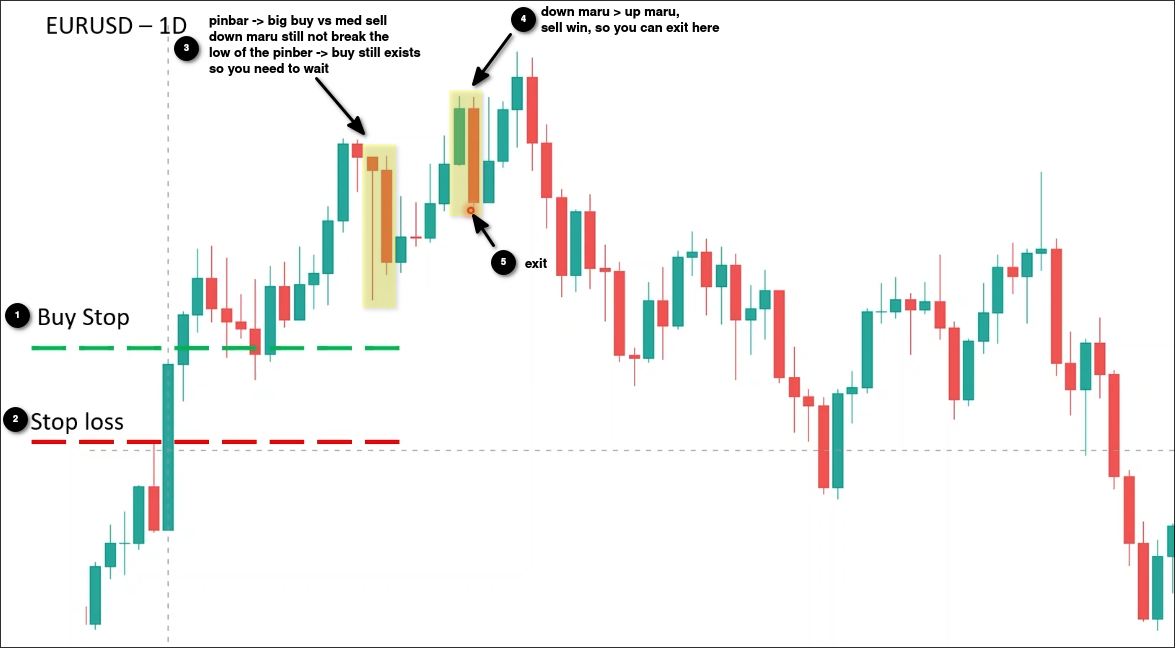 EURUSD – 1D
3
pinbar -> big buy vs med sell
down maru still not break the
low of the pinber -> buy still exists
so you need to wait
4
down maru > up maru,
sell win, so you can exit here
5
exit
1
Buy Stop
2
Stop loss